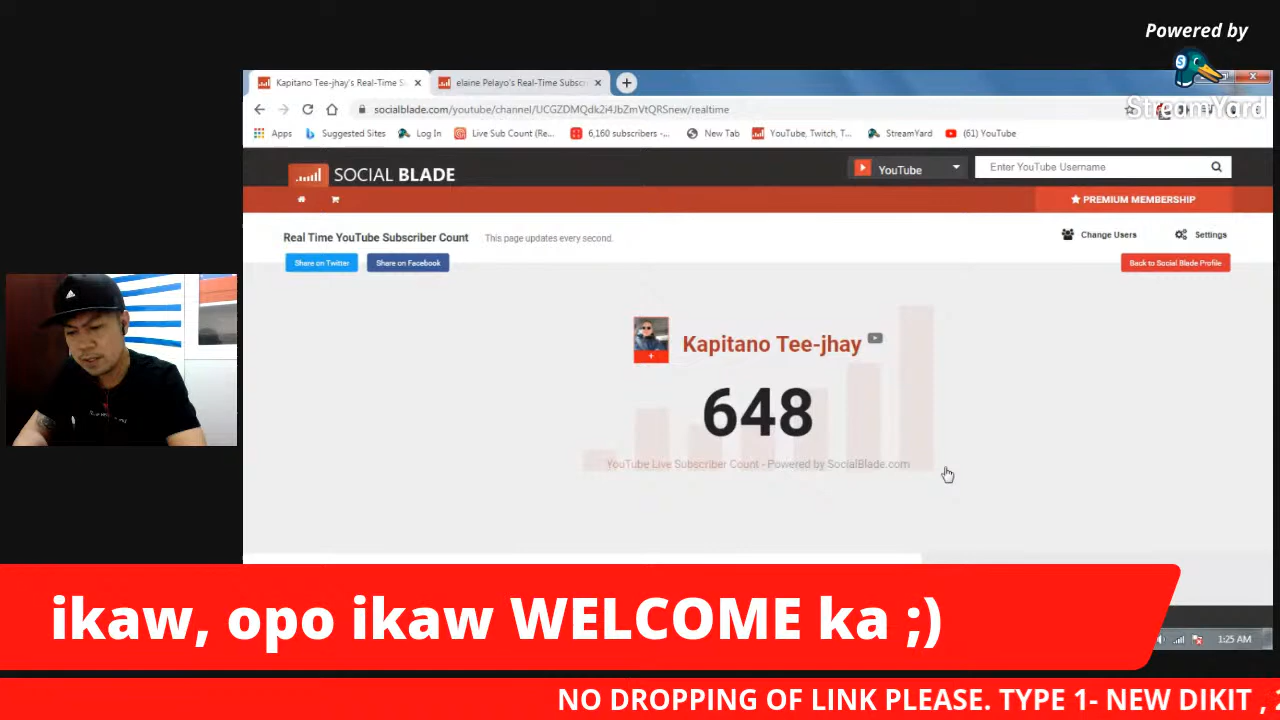 Powered by
StreamYard
Kapitano Tee-jhay's Real-Time S
elaine Pelayo's Real-Time Subscr
socialblade.com/youtube/channel/UCGZDMQdk2i4JbZmVtQRSnew/realtime
Apps
Suggested Sites
Log In
Live Sub Count (Re...
6,160 subscribers -...
New Tab
YouTube, Twitch, T...
StreamYard
(61) YouTube
SOCIAL BLADE
YouTube
Enter YouTube Username
PREMIUM MEMBERSHIP
Real Time YouTube Subscriber Count
This page updates every second.
Change Users
Settings
Share on Twitter
Share on Facebook
Back to Social Blade Profile
Kapitano Tee-jhay
648
YouTube Live Subscriber Count - Powered by SocialBlade.com
ikaw, opo ikaw WELCOME ka ;)
1:25 AM
NO DROPPING OF LINK PLEASE. TYPE 1- NEW DIKIT ,